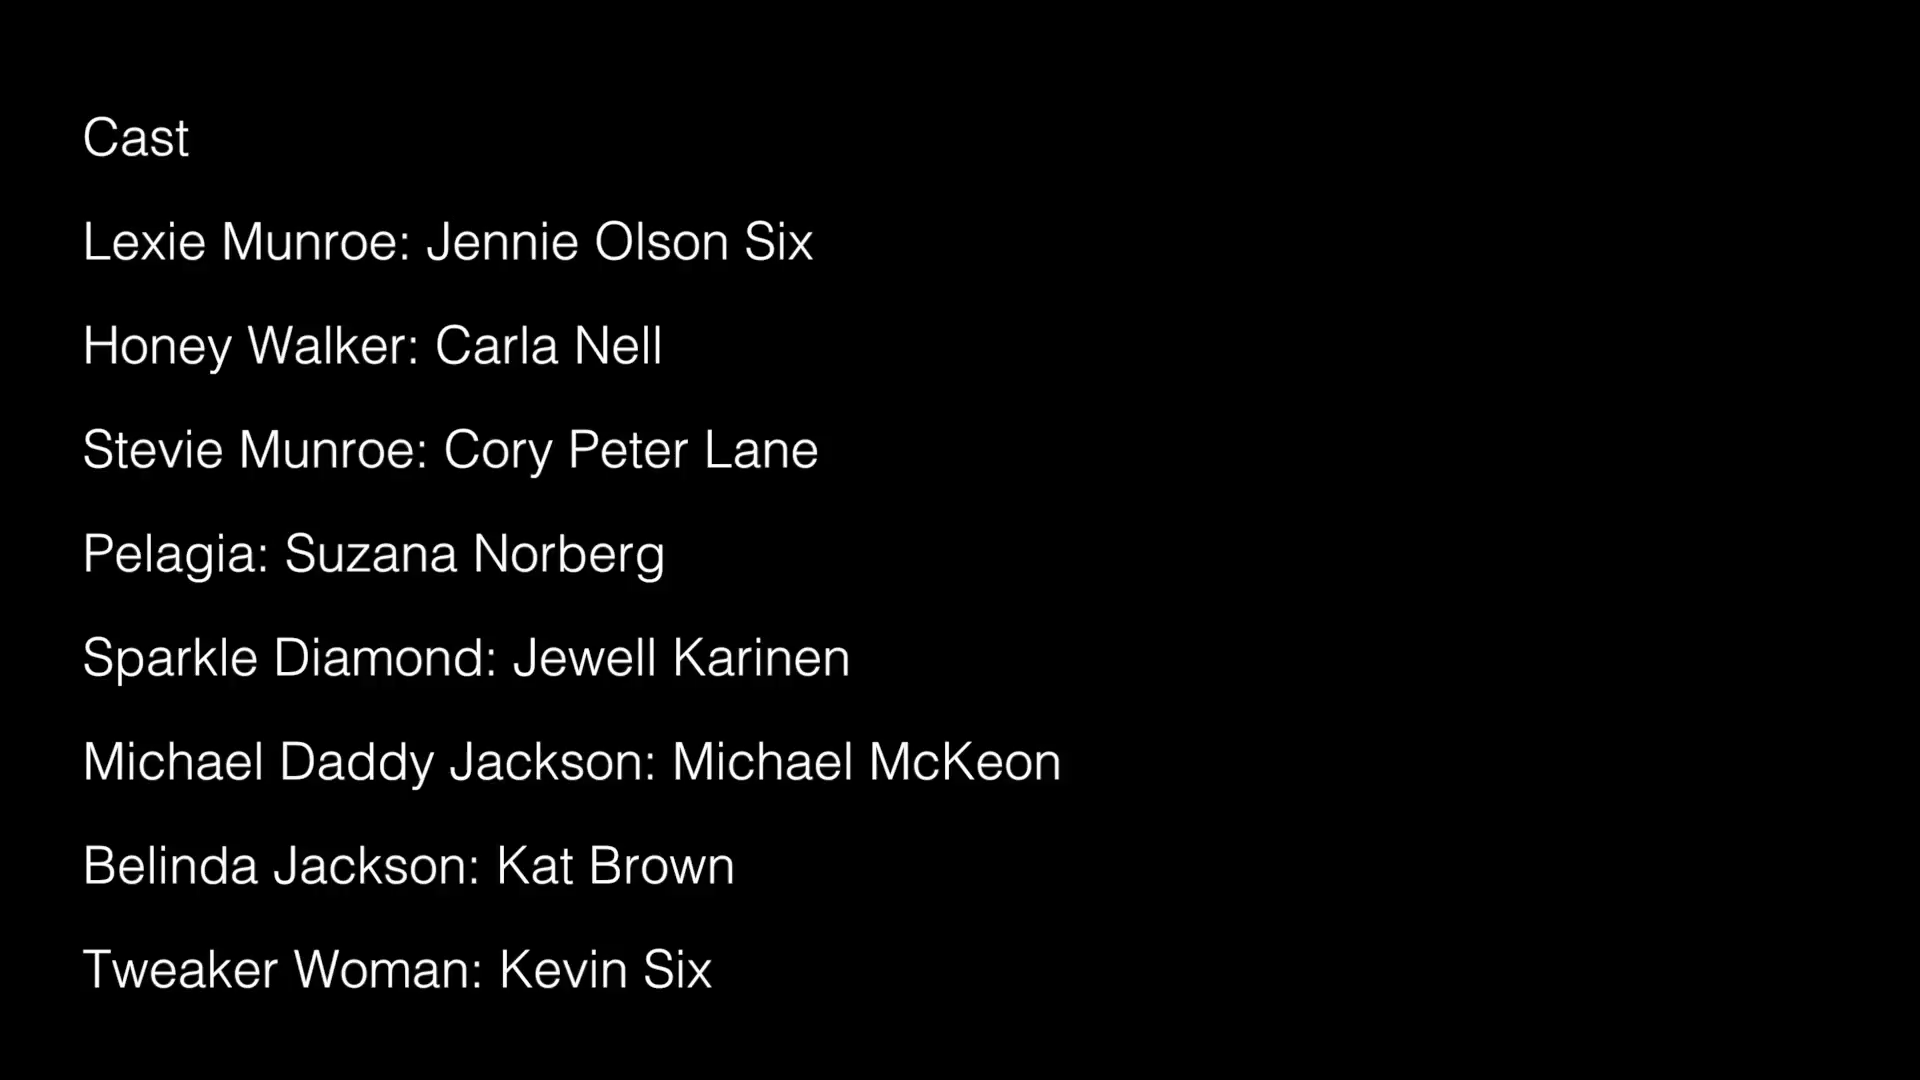 Cast
Lexie Munroe: Jennie Olson Six
Honey Walker: Carla Nell
Stevie Munroe: Cory Peter Lane
Pelagia: Suzana Norberg
Sparkle Diamond: Jewell Karinen
Michael Daddy Jackson: Michael McKeon
Belinda Jackson: Kat Brown
Tweaker Woman: Kevin Six